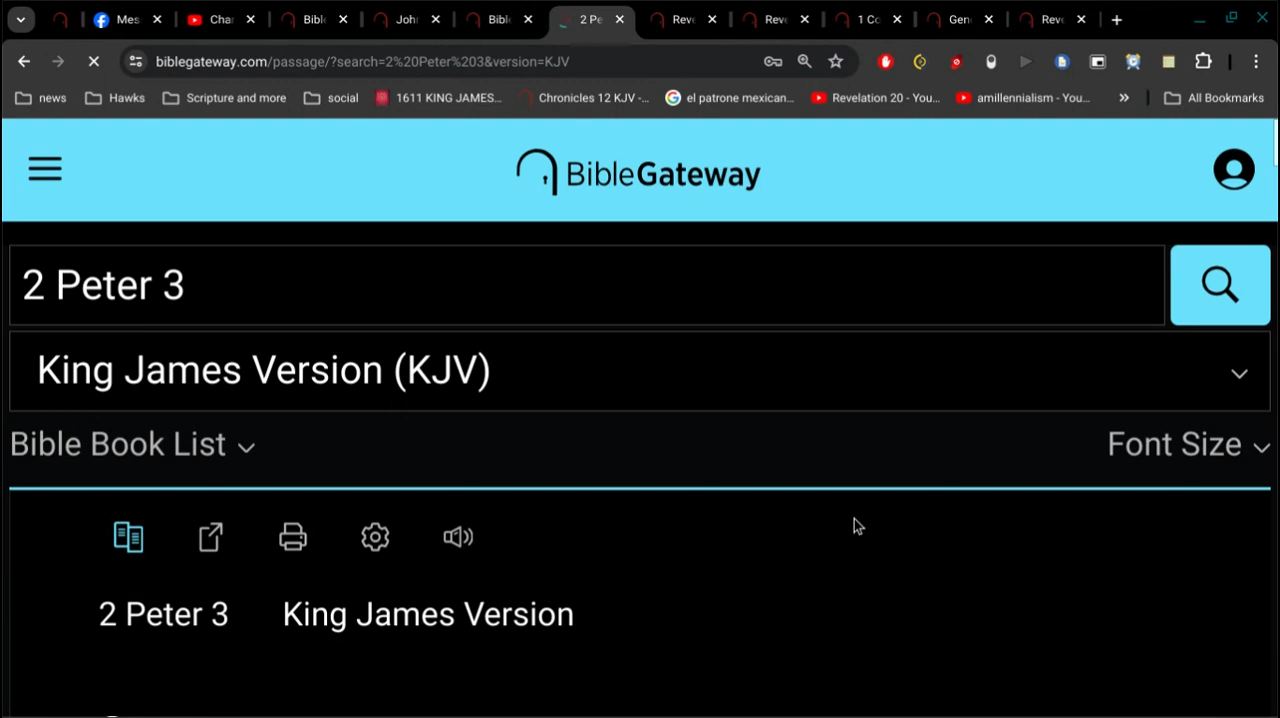 Mes
Cha
Bibl
Joh
Bibl
2 Pe
Reve
Reve
1 Co
Gen
Reve
biblegateway.com/passage/?search=2%20Peter%203&version=KJV
news
Hawks
Scripture and more
social
1611 KING JAMES...
Chronicles 12 KJV -...
el patrone mexican...
Revelation 20 - You...
amillennialism - You...
All Bookmarks
BibleGateway
2 Peter 3
King James Version (KJV)
Bible Book List
Font Size
2 Peter 3 King James Version